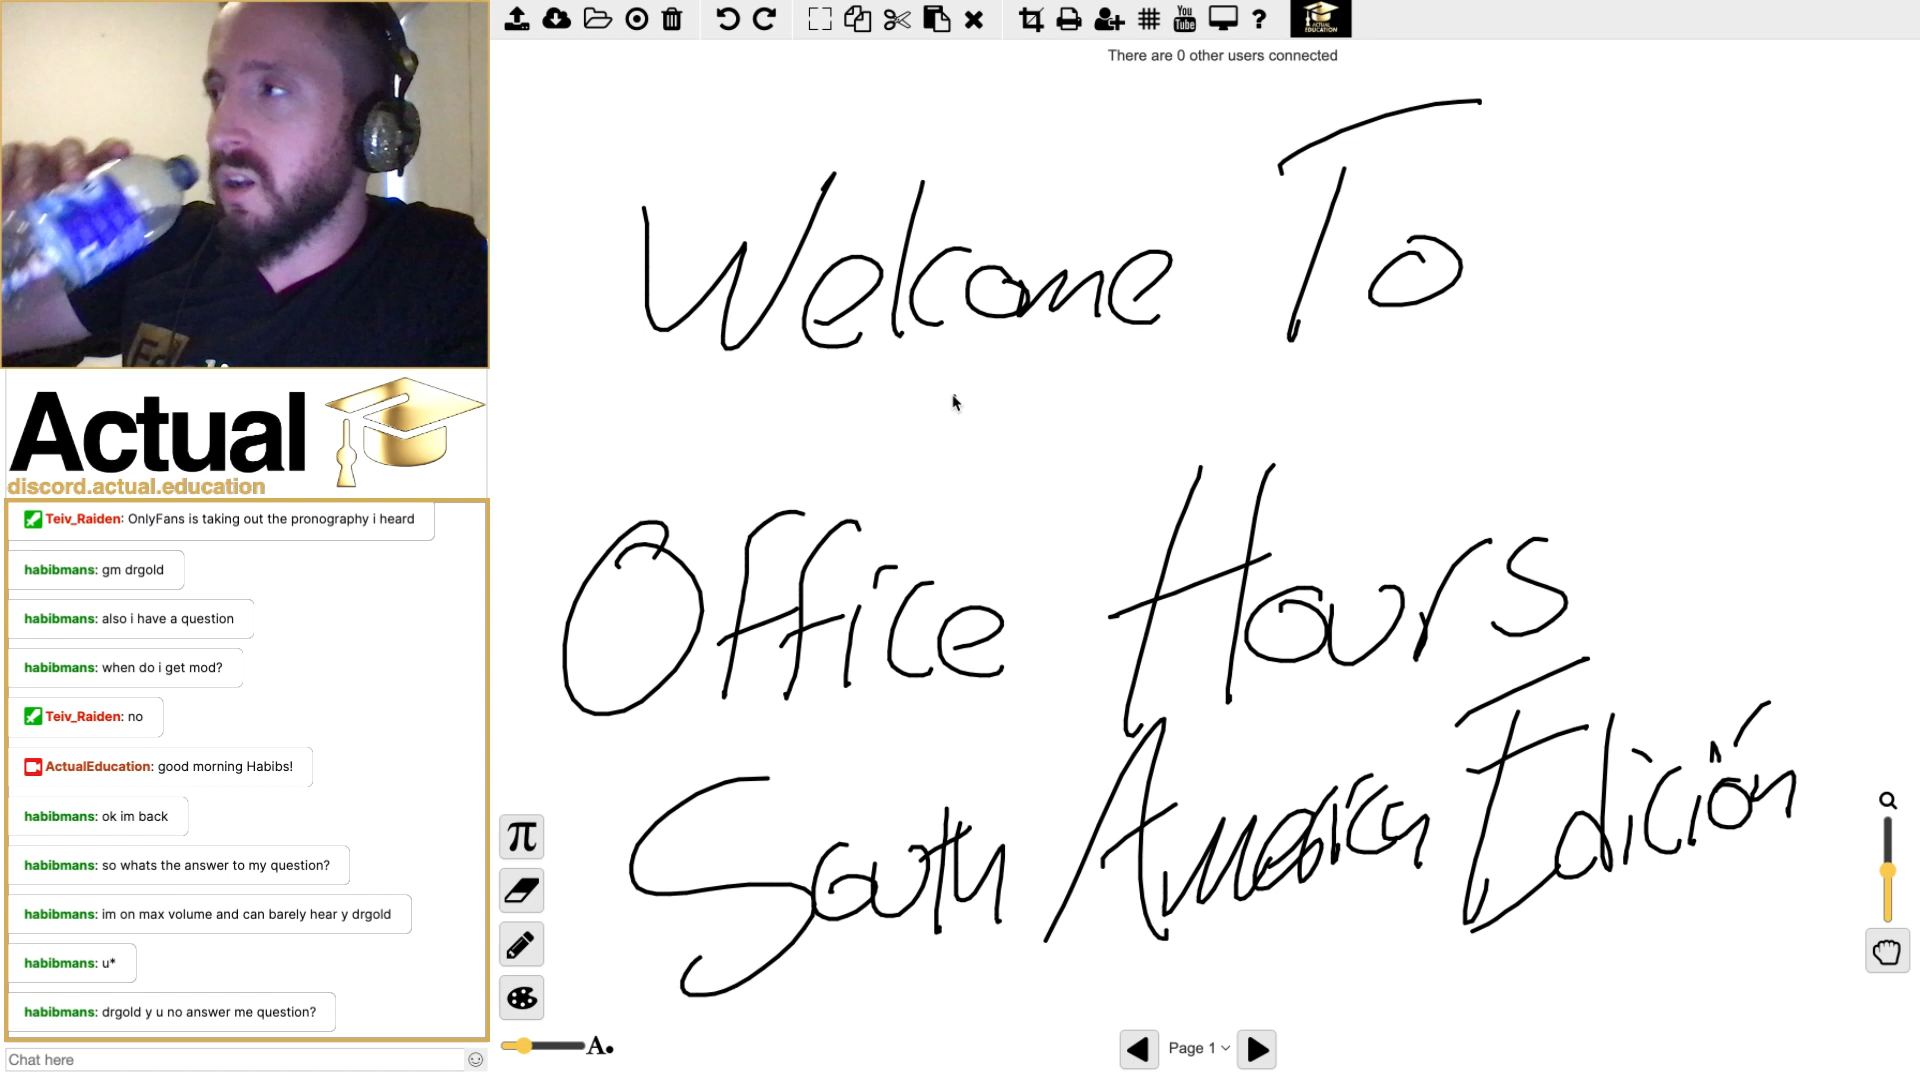 You
Tube
?
ACTUAL
EDUCATION
There are 0 other users connected
Welcome To
Office Hours
South America Edición
Actual
discord.actual.education
Teiv_Raiden: OnlyFans is taking out the pronography i heard
habibmans: gm drgold
habibmans: also i have a question
habibmans: when do i get mod?
Teiv_Raiden: no
ActualEducation: good morning Habibs!
habibmans: ok im back
habibmans: so whats the answer to my question?
habibmans: im on max volume and can barely hear y drgold
habibmans: u*
habibmans: drgold y u no answer me question?
Chat here
π
A
Page 1